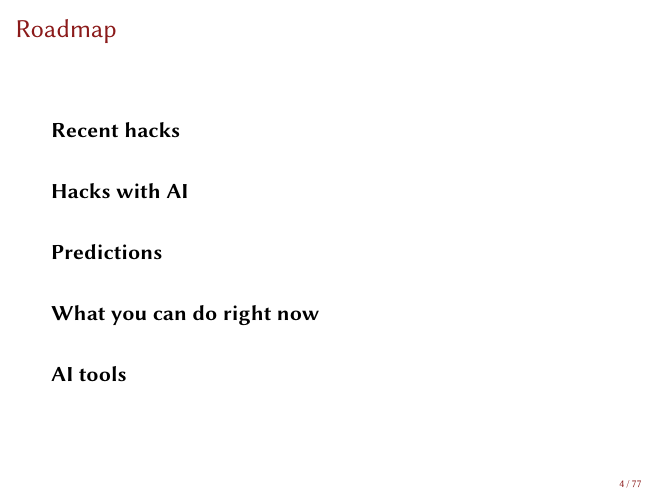 Roadmap
Recent hacks
Hacks with AI
Predictions
What you can do right now
AI tools
4 / 77